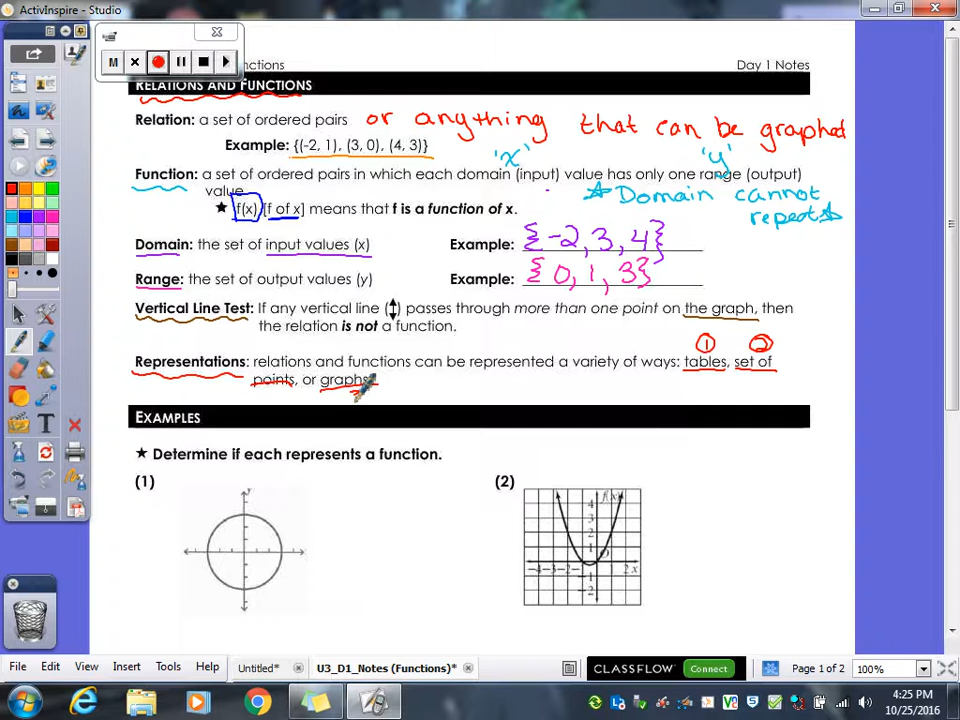 ActivInspire - Studio
M
nctions
Day 1 Notes
RELATIONS AND FUNCTIONS
Relation: a set of ordered pairs or anything that can be graphed
Example: {(-2, 1), (3, 0), (4, 3)}
'x' 'y'
Function: a set of ordered pairs in which each domain (input) value has only one range (output)
value
★ Domain cannot
repeat★
★ f(x) [f of x] means that f is a function of x.
Domain: the set of input values (x) Example: {-2, 3, 4}
Range: the set of output values (y) Example: {0, 1, 3}
Vertical Line Test: If any vertical line (↕) passes through more than one point on the graph, then
the relation is not a function.
① ②
Representations: relations and functions can be represented a variety of ways: tables, set of
points, or graphs
EXAMPLES
★ Determine if each represents a function.
(1) (2)
y
f(x)
4
3
2
1
O
-4 -3 -2 2 x
-1
-2
File Edit View Insert Tools Help Untitled* U3_D1_Notes (Functions)* CLASSFLOW Connect Page 1 of 2 100%
4:25 PM
10/25/2016